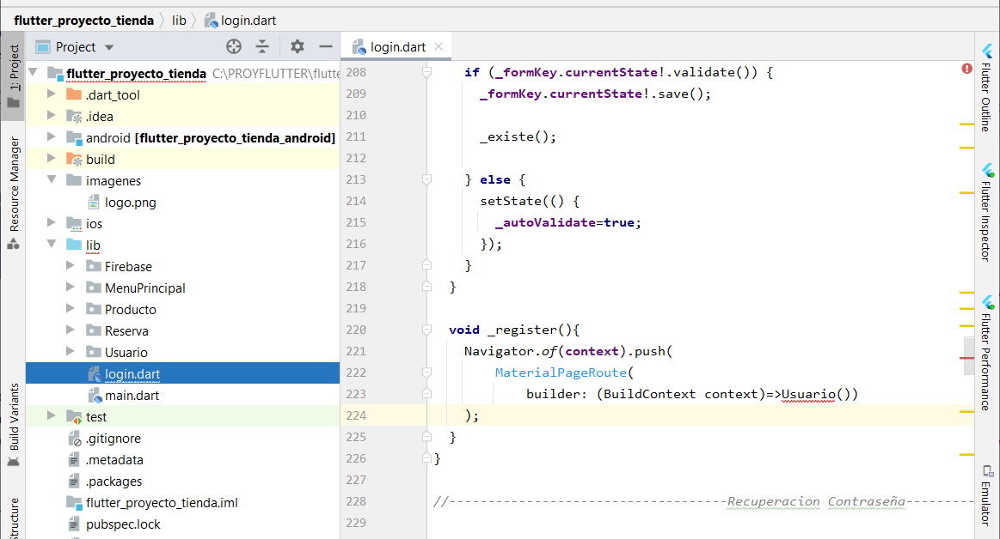 flutter_proyecto_tienda lib login.dart
Project
login.dart
1: Project
Resource Manager
Build Variants
flutter_proyecto_tienda C:\PROYFLUTTER\flutte
.dart_tool
.idea
android [flutter_proyecto_tienda_android]
build
imagenes
logo.png
ios
lib
Firebase
MenuPrincipal
Producto
Reserva
Usuario
login.dart
main.dart
test
.gitignore
.metadata
.packages
flutter_proyecto_tienda.iml
pubspec.lock
208 if (_formKey.currentState!.validate()) {
209 _formKey.currentState!.save();
210
211 _existe();
212
213 } else {
214 setState(() {
215 _autoValidate=true;
216 });
217 }
218 }
219
220 void _register(){
221 Navigator.of(context).push(
222 MaterialPageRoute(
223 builder: (BuildContext context)=>Usuario())
224 );
225 }
226 }
227
228 //------------------------------------Recuperacion Contraseña---------
229
Flutter Outline
Flutter Inspector
Flutter Performance
Emulator